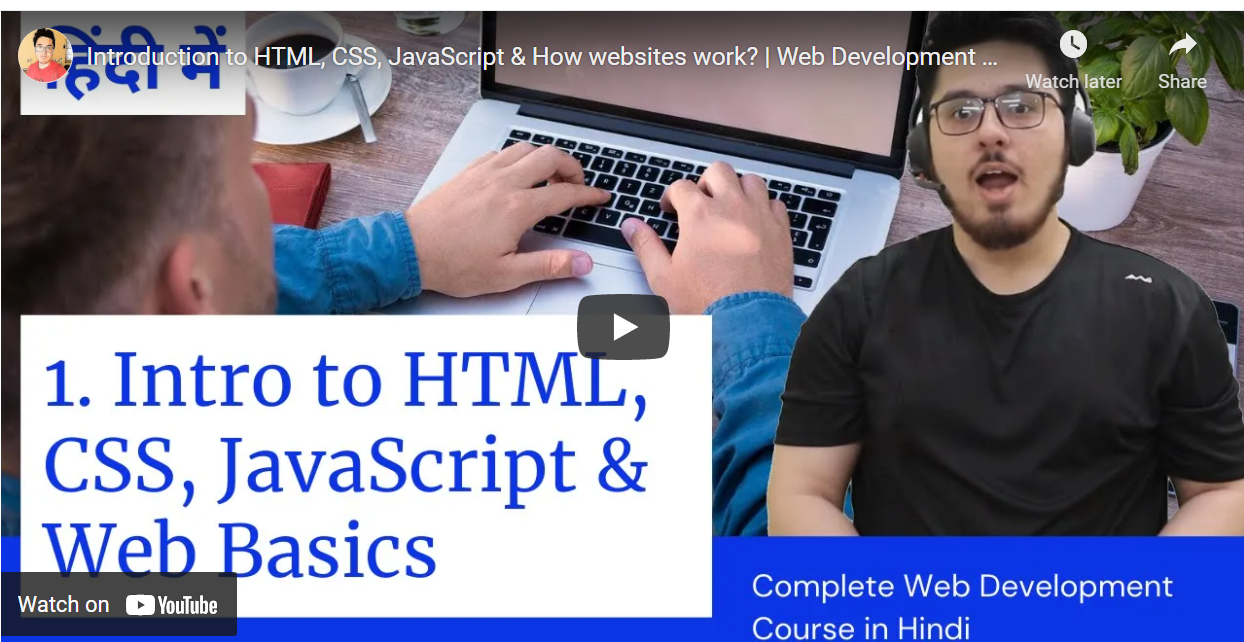 हिंदी में
Introduction to HTML, CSS, JavaScript & How websites work? | Web Development ...
Watch later
Share
1. Intro to HTML,
CSS, JavaScript &
Web Basics
Watch on YouTube
Complete Web Development
Course in Hindi